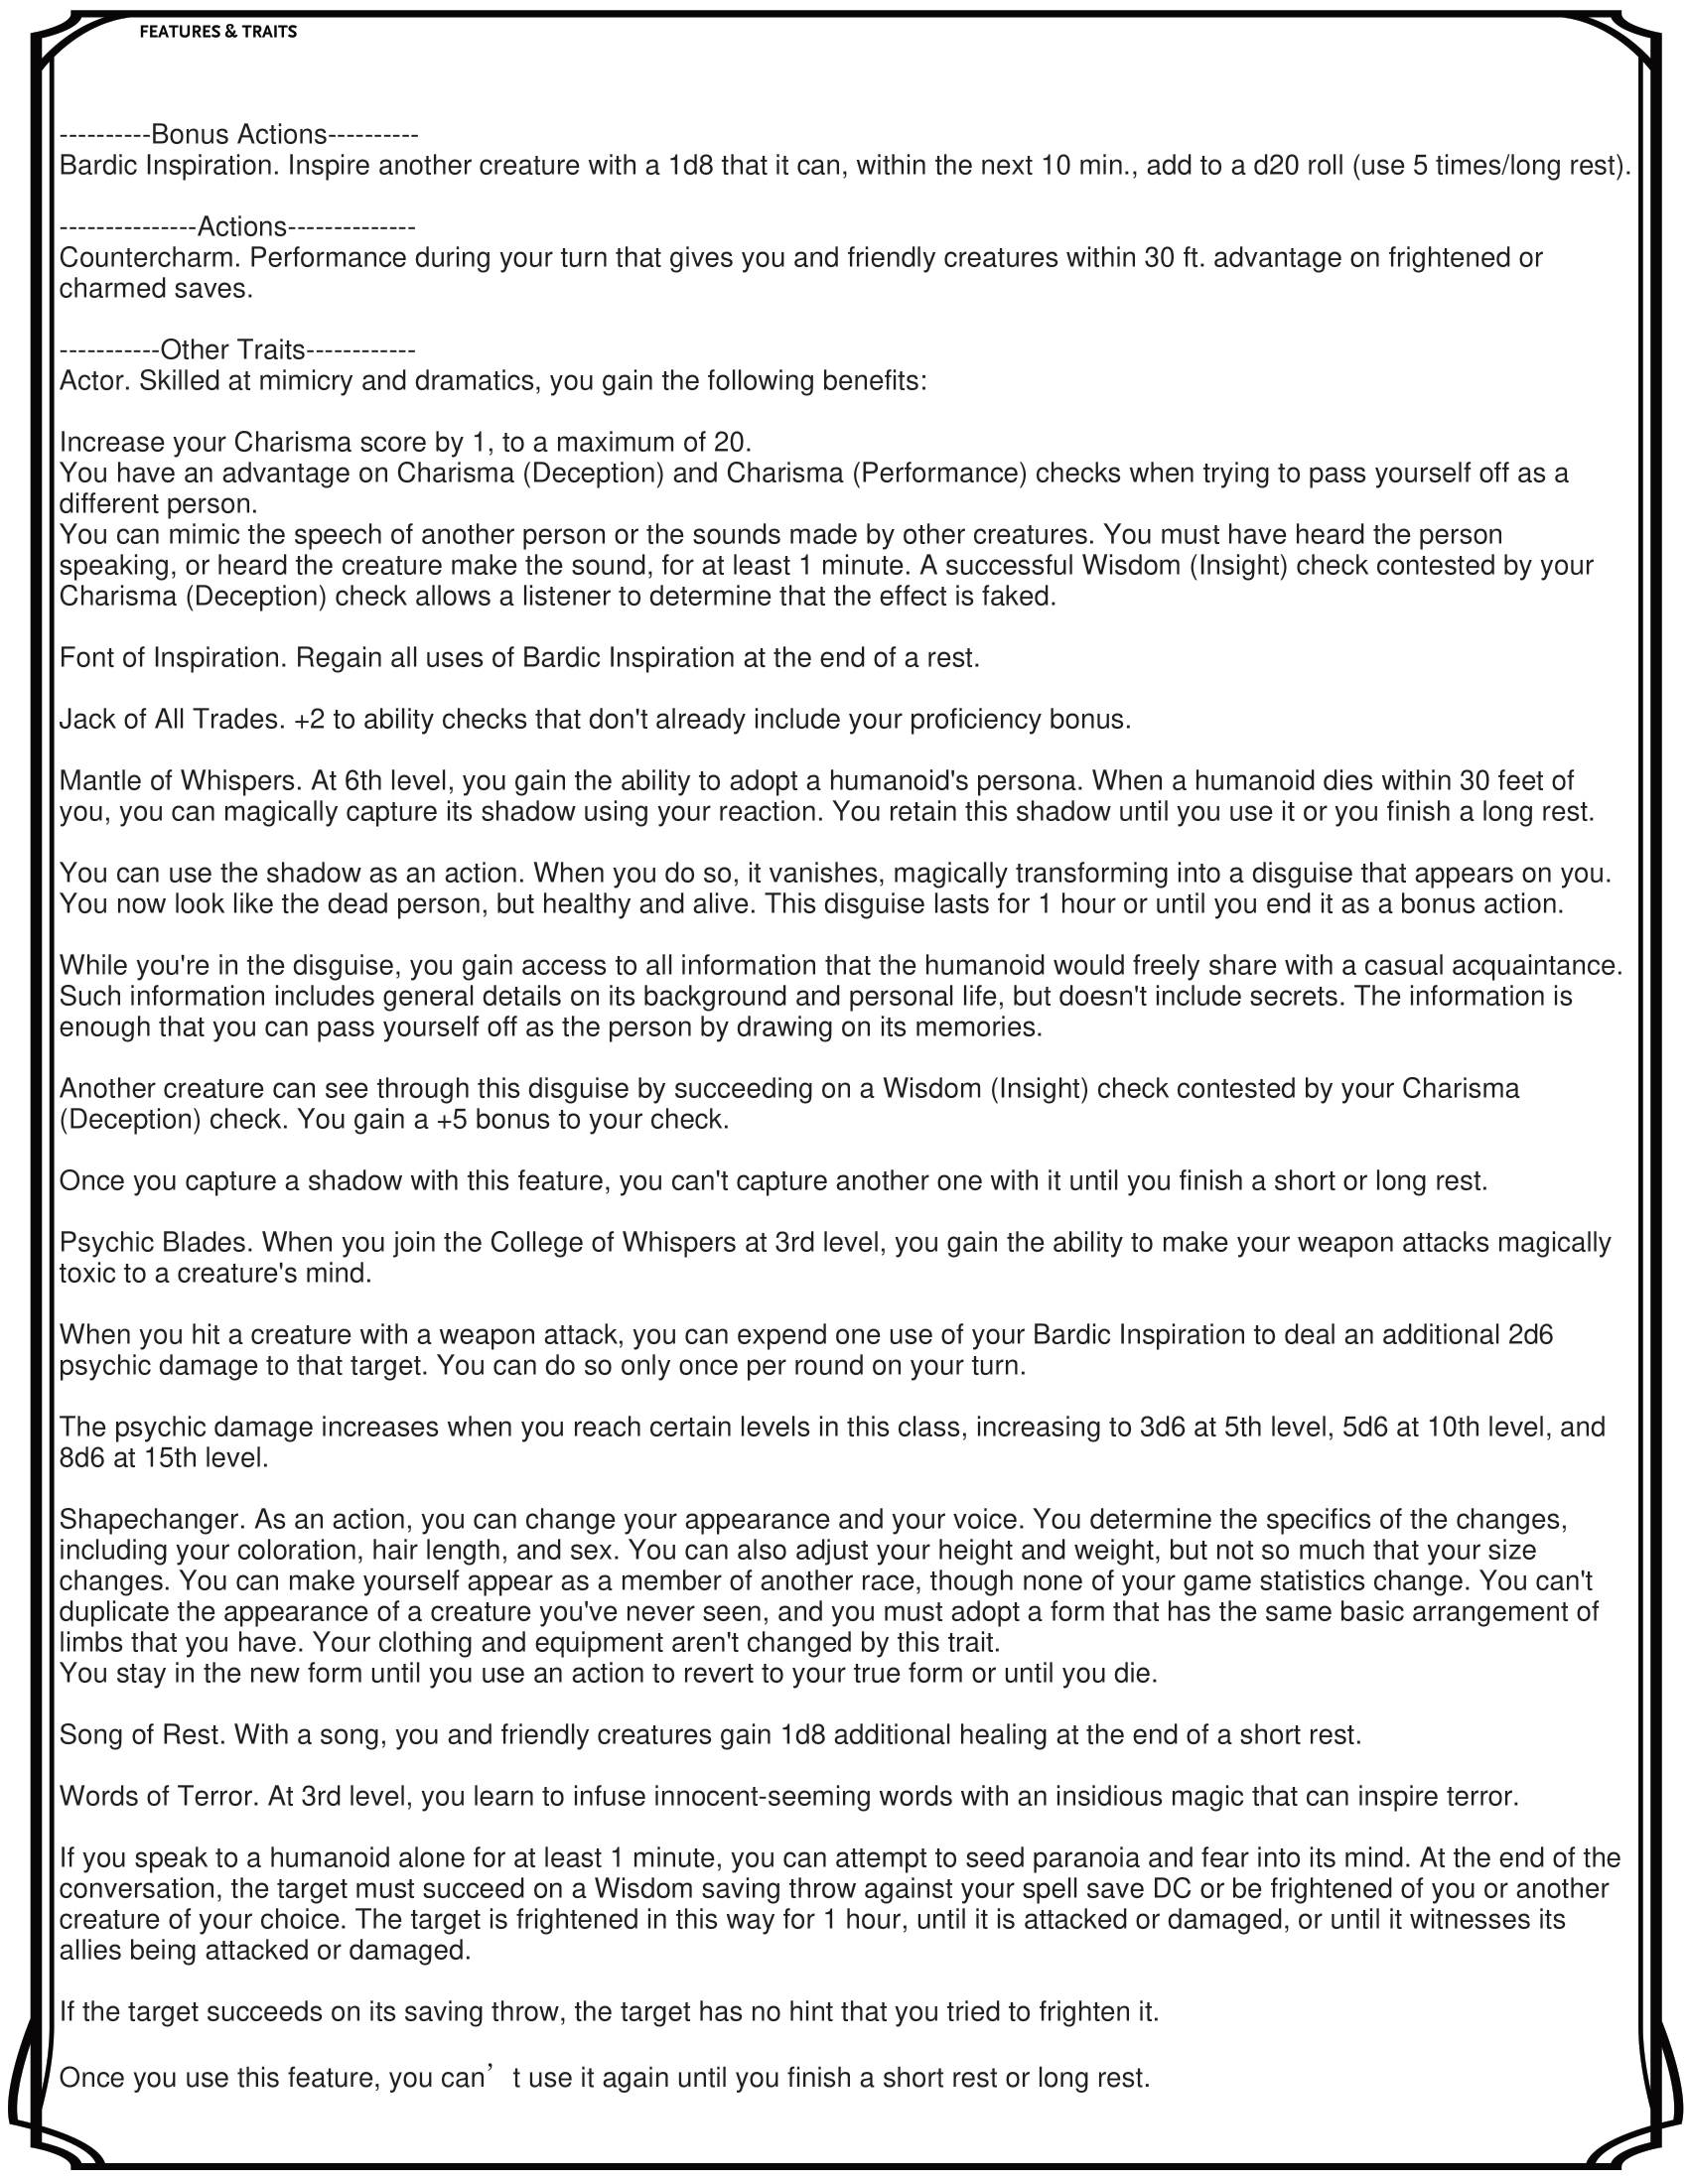 FEATURES & TRAITS
----------Bonus Actions----------
Bardic Inspiration. Inspire another creature with a 1d8 that it can, within the next 10 min., add to a d20 roll (use 5 times/long rest).
---------------Actions--------------
Countercharm. Performance during your turn that gives you and friendly creatures within 30 ft. advantage on frightened or
charmed saves.
-----------Other Traits------------
Actor. Skilled at mimicry and dramatics, you gain the following benefits:
Increase your Charisma score by 1, to a maximum of 20.
You have an advantage on Charisma (Deception) and Charisma (Performance) checks when trying to pass yourself off as a
different person.
You can mimic the speech of another person or the sounds made by other creatures. You must have heard the person
speaking, or heard the creature make the sound, for at least 1 minute. A successful Wisdom (Insight) check contested by your
Charisma (Deception) check allows a listener to determine that the effect is faked.
Font of Inspiration. Regain all uses of Bardic Inspiration at the end of a rest.
Jack of All Trades. +2 to ability checks that don't already include your proficiency bonus.
Mantle of Whispers. At 6th level, you gain the ability to adopt a humanoid's persona. When a humanoid dies within 30 feet of
you, you can magically capture its shadow using your reaction. You retain this shadow until you use it or you finish a long rest.
You can use the shadow as an action. When you do so, it vanishes, magically transforming into a disguise that appears on you.
You now look like the dead person, but healthy and alive. This disguise lasts for 1 hour or until you end it as a bonus action.
While you're in the disguise, you gain access to all information that the humanoid would freely share with a casual acquaintance.
Such information includes general details on its background and personal life, but doesn't include secrets. The information is
enough that you can pass yourself off as the person by drawing on its memories.
Another creature can see through this disguise by succeeding on a Wisdom (Insight) check contested by your Charisma
(Deception) check. You gain a +5 bonus to your check.
Once you capture a shadow with this feature, you can't capture another one with it until you finish a short or long rest.
Psychic Blades. When you join the College of Whispers at 3rd level, you gain the ability to make your weapon attacks magically
toxic to a creature's mind.
When you hit a creature with a weapon attack, you can expend one use of your Bardic Inspiration to deal an additional 2d6
psychic damage to that target. You can do so only once per round on your turn.
The psychic damage increases when you reach certain levels in this class, increasing to 3d6 at 5th level, 5d6 at 10th level, and
8d6 at 15th level.
Shapechanger. As an action, you can change your appearance and your voice. You determine the specifics of the changes,
including your coloration, hair length, and sex. You can also adjust your height and weight, but not so much that your size
changes. You can make yourself appear as a member of another race, though none of your game statistics change. You can't
duplicate the appearance of a creature you've never seen, and you must adopt a form that has the same basic arrangement of
limbs that you have. Your clothing and equipment aren't changed by this trait.
You stay in the new form until you use an action to revert to your true form or until you die.
Song of Rest. With a song, you and friendly creatures gain 1d8 additional healing at the end of a short rest.
Words of Terror. At 3rd level, you learn to infuse innocent-seeming words with an insidious magic that can inspire terror.
If you speak to a humanoid alone for at least 1 minute, you can attempt to seed paranoia and fear into its mind. At the end of the
conversation, the target must succeed on a Wisdom saving throw against your spell save DC or be frightened of you or another
creature of your choice. The target is frightened in this way for 1 hour, until it is attacked or damaged, or until it witnesses its
allies being attacked or damaged.
If the target succeeds on its saving throw, the target has no hint that you tried to frighten it.
Once you use this feature, you can’t use it again until you finish a short rest or long rest.